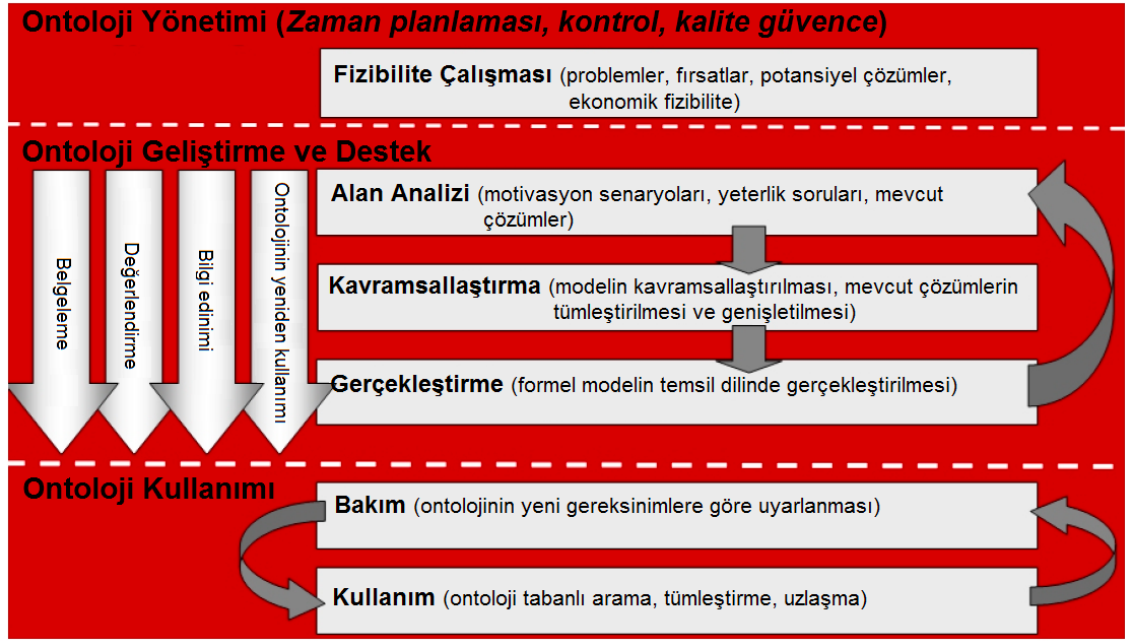 Ontoloji Yönetimi (Zaman planlaması, kontrol, kalite güvence)
Fizibilite Çalışması (problemler, fırsatlar, potansiyel çözümler,
ekonomik fizibilite)
Ontoloji Geliştirme ve Destek
Belgeleme
Değerlendirme
Bilgi edinimi
Ontolojinin yeniden kullanımı
Alan Analizi (motivasyon senaryoları, yeterlik soruları, mevcut
çözümler)
Kavramsallaştırma (modelin kavramsallaştırılması, mevcut çözümlerin
tümleştirilmesi ve genişletilmesi)
Gerçekleştirme (formel modelin temsil dilinde gerçekleştirilmesi)
Ontoloji Kullanımı
Bakım (ontolojinin yeni gereksinimlere göre uyarlanması)
Kullanım (ontoloji tabanlı arama, tümleştirme, uzlaşma)